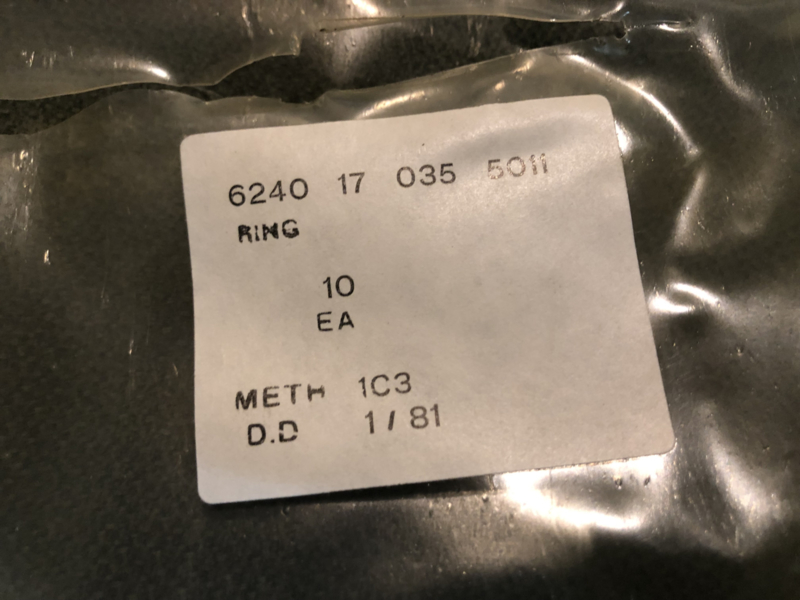 6240 17 035 5011
RING
10
EA
METH 1C3
D.D 1/81